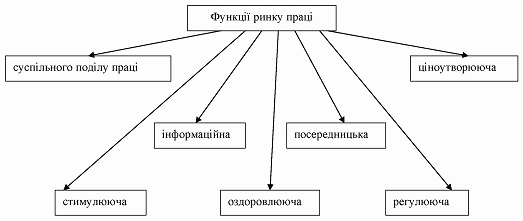 Функції ринку праці
суспільного поділу праці
ціноутворююча
інформаційна
посередницька
стимулююча
оздоровлююча
регулююча